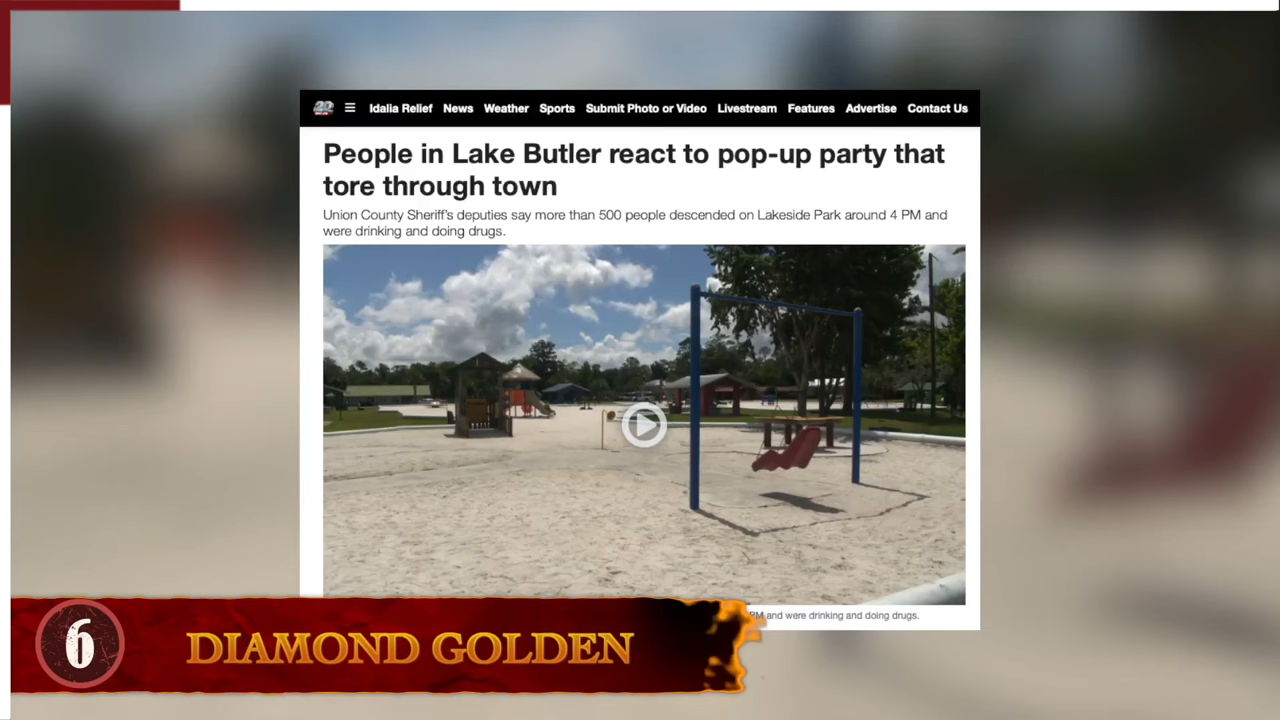 20
Idalia Relief News Weather Sports Submit Photo or Video Livestream Features Advertise Contact Us
People in Lake Butler react to pop-up party that
tore through town
Union County Sheriff's deputies say more than 500 people descended on Lakeside Park around 4 PM and
were drinking and doing drugs.
PM and were drinking and doing drugs.
6
DIAMOND GOLDEN